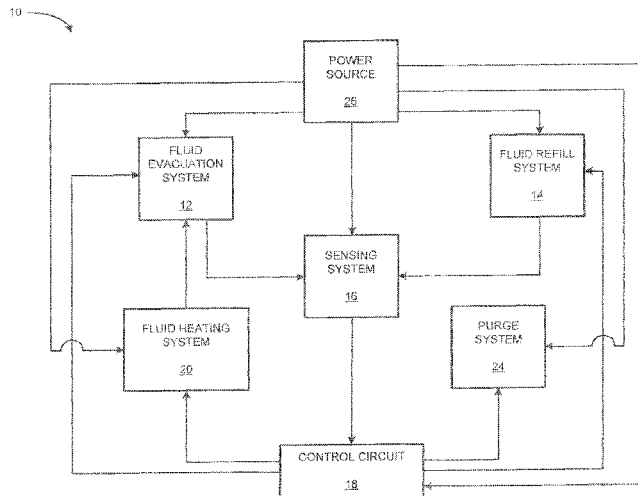 10
POWER
SOURCE
26
FLUID
EVACUATION
SYSTEM
12
FLUID REFILL
SYSTEM
14
SENSING
SYSTEM
16
FLUID HEATING
SYSTEM
20
PURGE
SYSTEM
24
CONTROL CIRCUIT
18